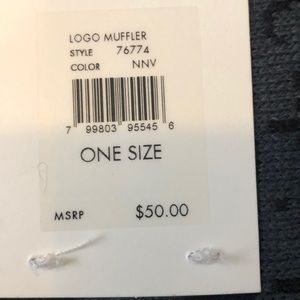 LOGO MUFFLER
STYLE 76774
COLOR NNV
7 99803 95545 6
ONE SIZE
MSRP $50.00